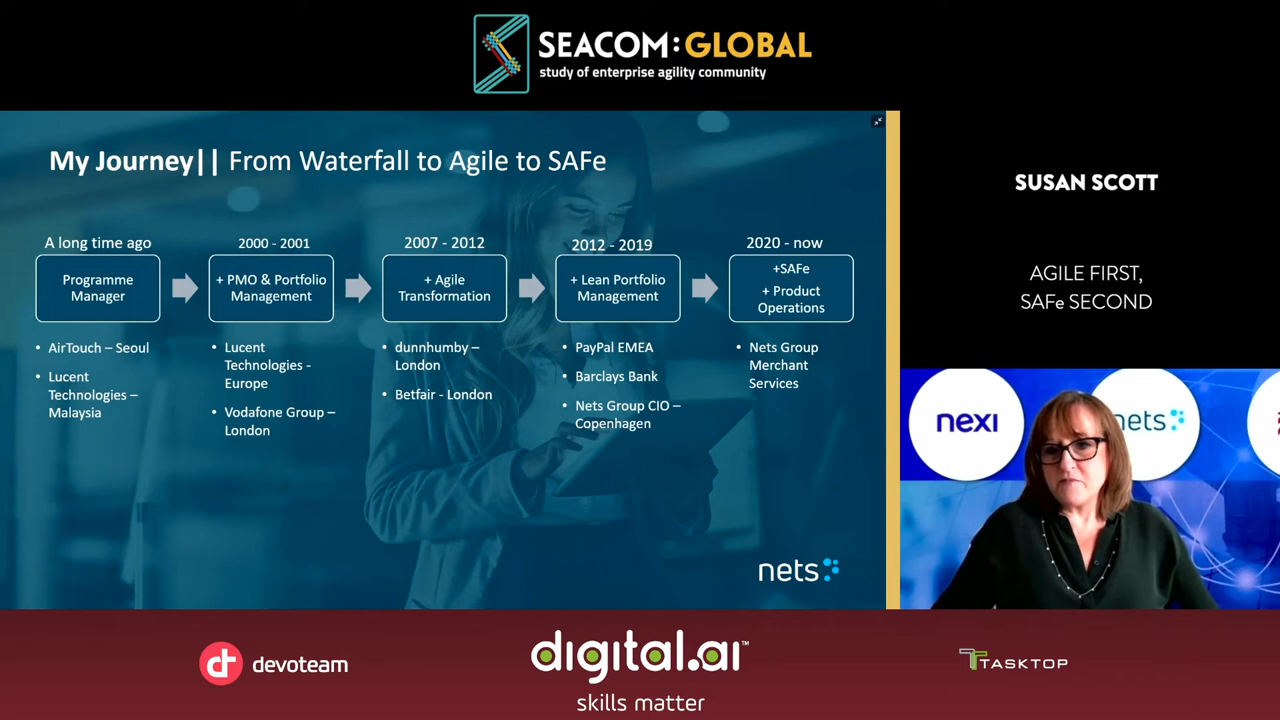 SEACOM:GLOBAL
study of enterprise agility community
My Journey|| From Waterfall to Agile to SAFe
A long time ago
Programme
Manager
• AirTouch – Seoul
• Lucent
Technologies –
Malaysia
2000 - 2001
+ PMO & Portfolio
Management
• Lucent
Technologies -
Europe
• Vodafone Group –
London
2007 - 2012
+ Agile
Transformation
• dunnhumby –
London
• Betfair - London
2012 - 2019
+ Lean Portfolio
Management
• PayPal EMEA
• Barclays Bank
• Nets Group CIO –
Copenhagen
2020 - now
+SAFe
+ Product
Operations
• Nets Group
Merchant
Services
nets
SUSAN SCOTT
AGILE FIRST,
SAFe SECOND
nexi
nets
dt devoteam
digital.ai™
skills matter
TASKTOP